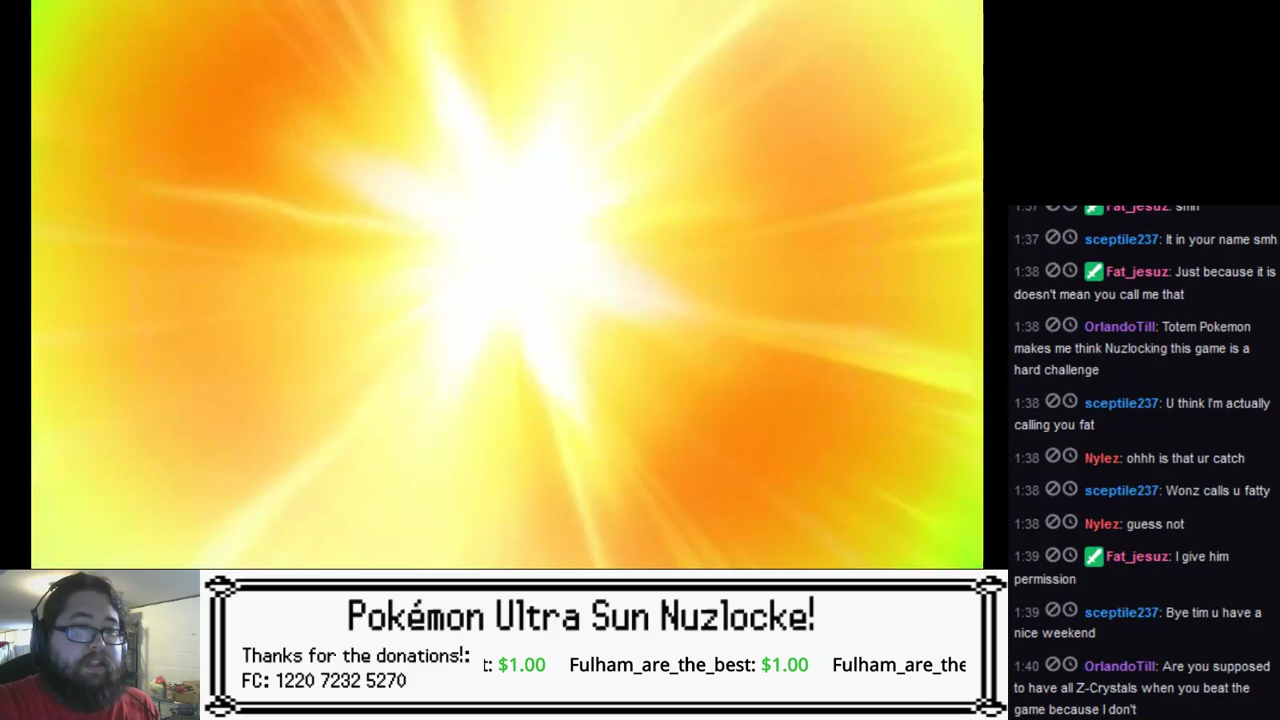 1:37 Fat_jesuz: smh
1:37 sceptile237: It in your name smh
1:38 Fat_jesuz: Just because it is
doesn't mean you call me that
1:38 OrlandoTill: Totem Pokemon
makes me think Nuzlocking this game is a
hard challenge
1:38 sceptile237: U think I'm actually
calling you fat
1:38 Nylez: ohhh is that ur catch
1:38 sceptile237: Wonz calls u fatty
1:38 Nylez: guess not
1:39 Fat_jesuz: I give him
permission
1:39 sceptile237: Bye tim u have a
nice weekend
1:40 OrlandoTill: Are you supposed
to have all Z-Crystals when you beat the
game because I don't
Pokémon Ultra Sun Nuzlocke!
Thanks for the donations!: t: $1.00 Fulham_are_the_best: $1.00 Fulham_are_the
FC: 1220 7232 5270